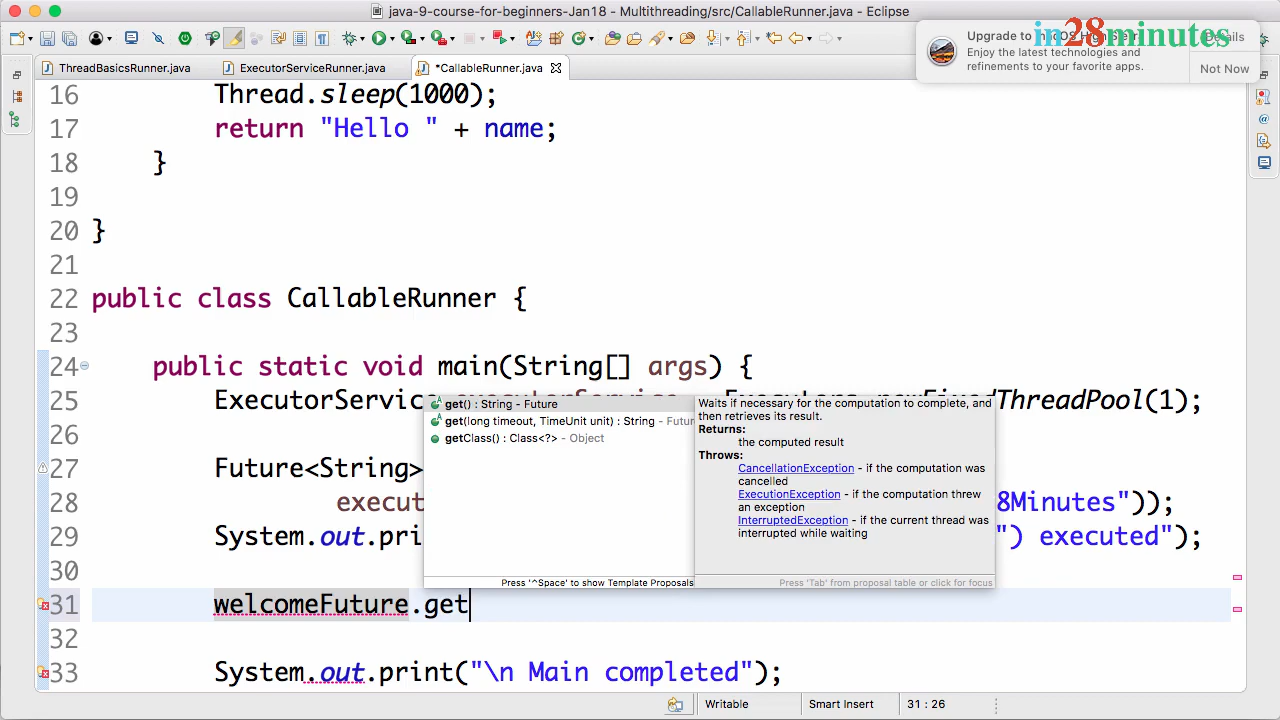 java-9-course-for-beginners-Jan18 - Multithreading/src/CallableRunner.java - Eclipse
in28minutes
Upgrade to macOS High Sierra
Details
Enjoy the latest technologies and
refinements to your favorite apps.
Not Now
ThreadBasicsRunner.java
ExecutorServiceRunner.java
*CallableRunner.java
16 Thread.sleep(1000);
17 return "Hello " + name;
18 }
19
20 }
21
22 public class CallableRunner {
23
24 public static void main(String[] args) {
25 ExecutorService executorService = Executors.newFixedThreadPool(1);
26
27 Future<String>
28 execut 8Minutes"));
29 System.out.pri ") executed");
30
31 welcomeFuture.get
32
33 System.out.print("\n Main completed");
get() : String - Future
get(long timeout, TimeUnit unit) : String - Futur
getClass() : Class<?> - Object
Press '^Space' to show Template Proposals
Waits if necessary for the computation to complete, and
then retrieves its result.
Returns:
the computed result
Throws:
CancellationException - if the computation was
cancelled
ExecutionException - if the computation threw
an exception
InterruptedException - if the current thread was
interrupted while waiting
Press 'Tab' from proposal table or click for focus
Writable
Smart Insert
31 : 26